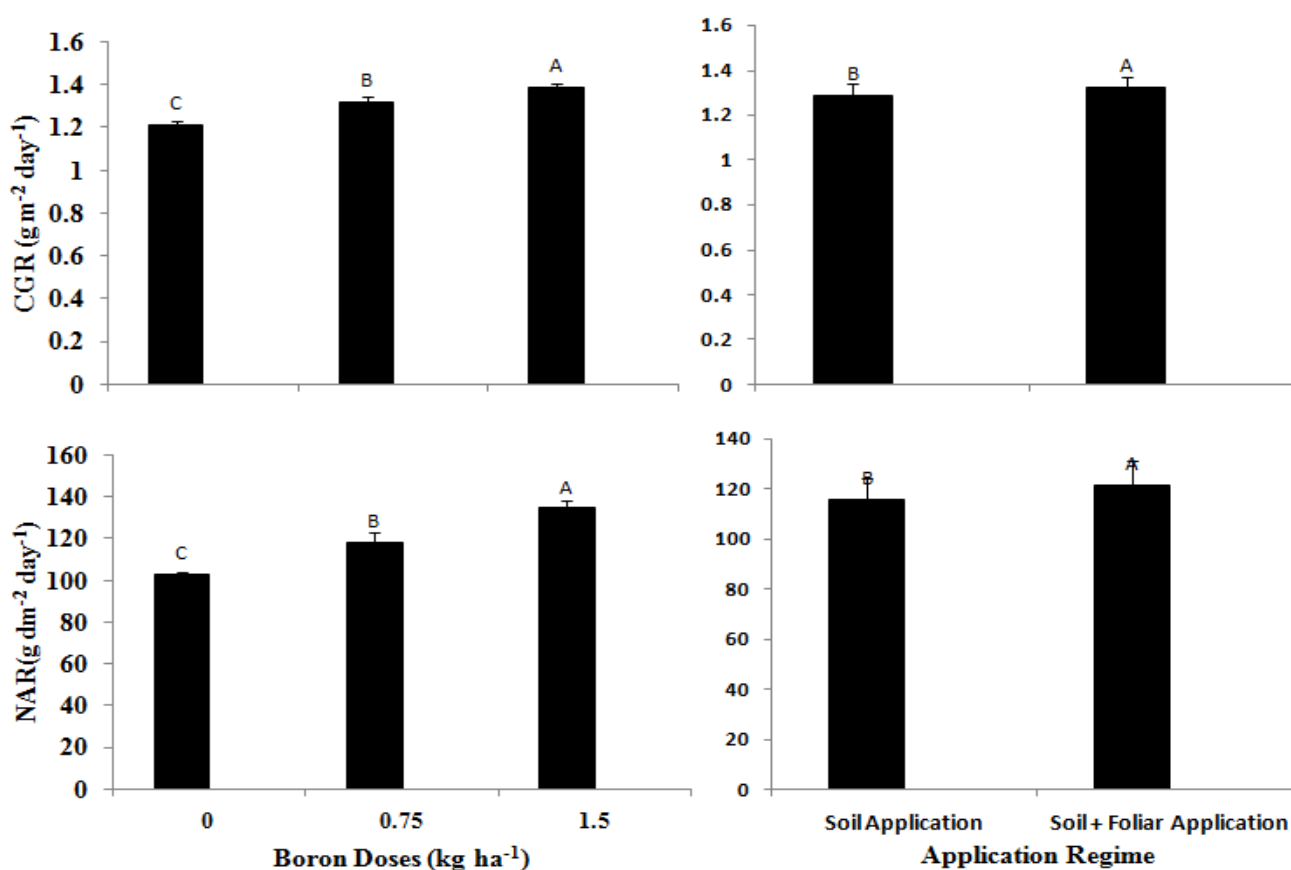 1.6
1.4
1.2
1
0.8
0.6
0.4
0.2
0
CGR (g m⁻² day⁻¹)
C
B
A
1.6
1.4
1.2
1
0.8
0.6
0.4
0.2
0
B
A
160
140
120
100
80
60
40
20
0
NAR(g dm⁻² day⁻¹)
C
B
A
0 0.75 1.5
Boron Doses (kg ha⁻¹)
140
120
100
80
60
40
20
0
B
A
Soil Application Soil + Foliar Application
Application Regime